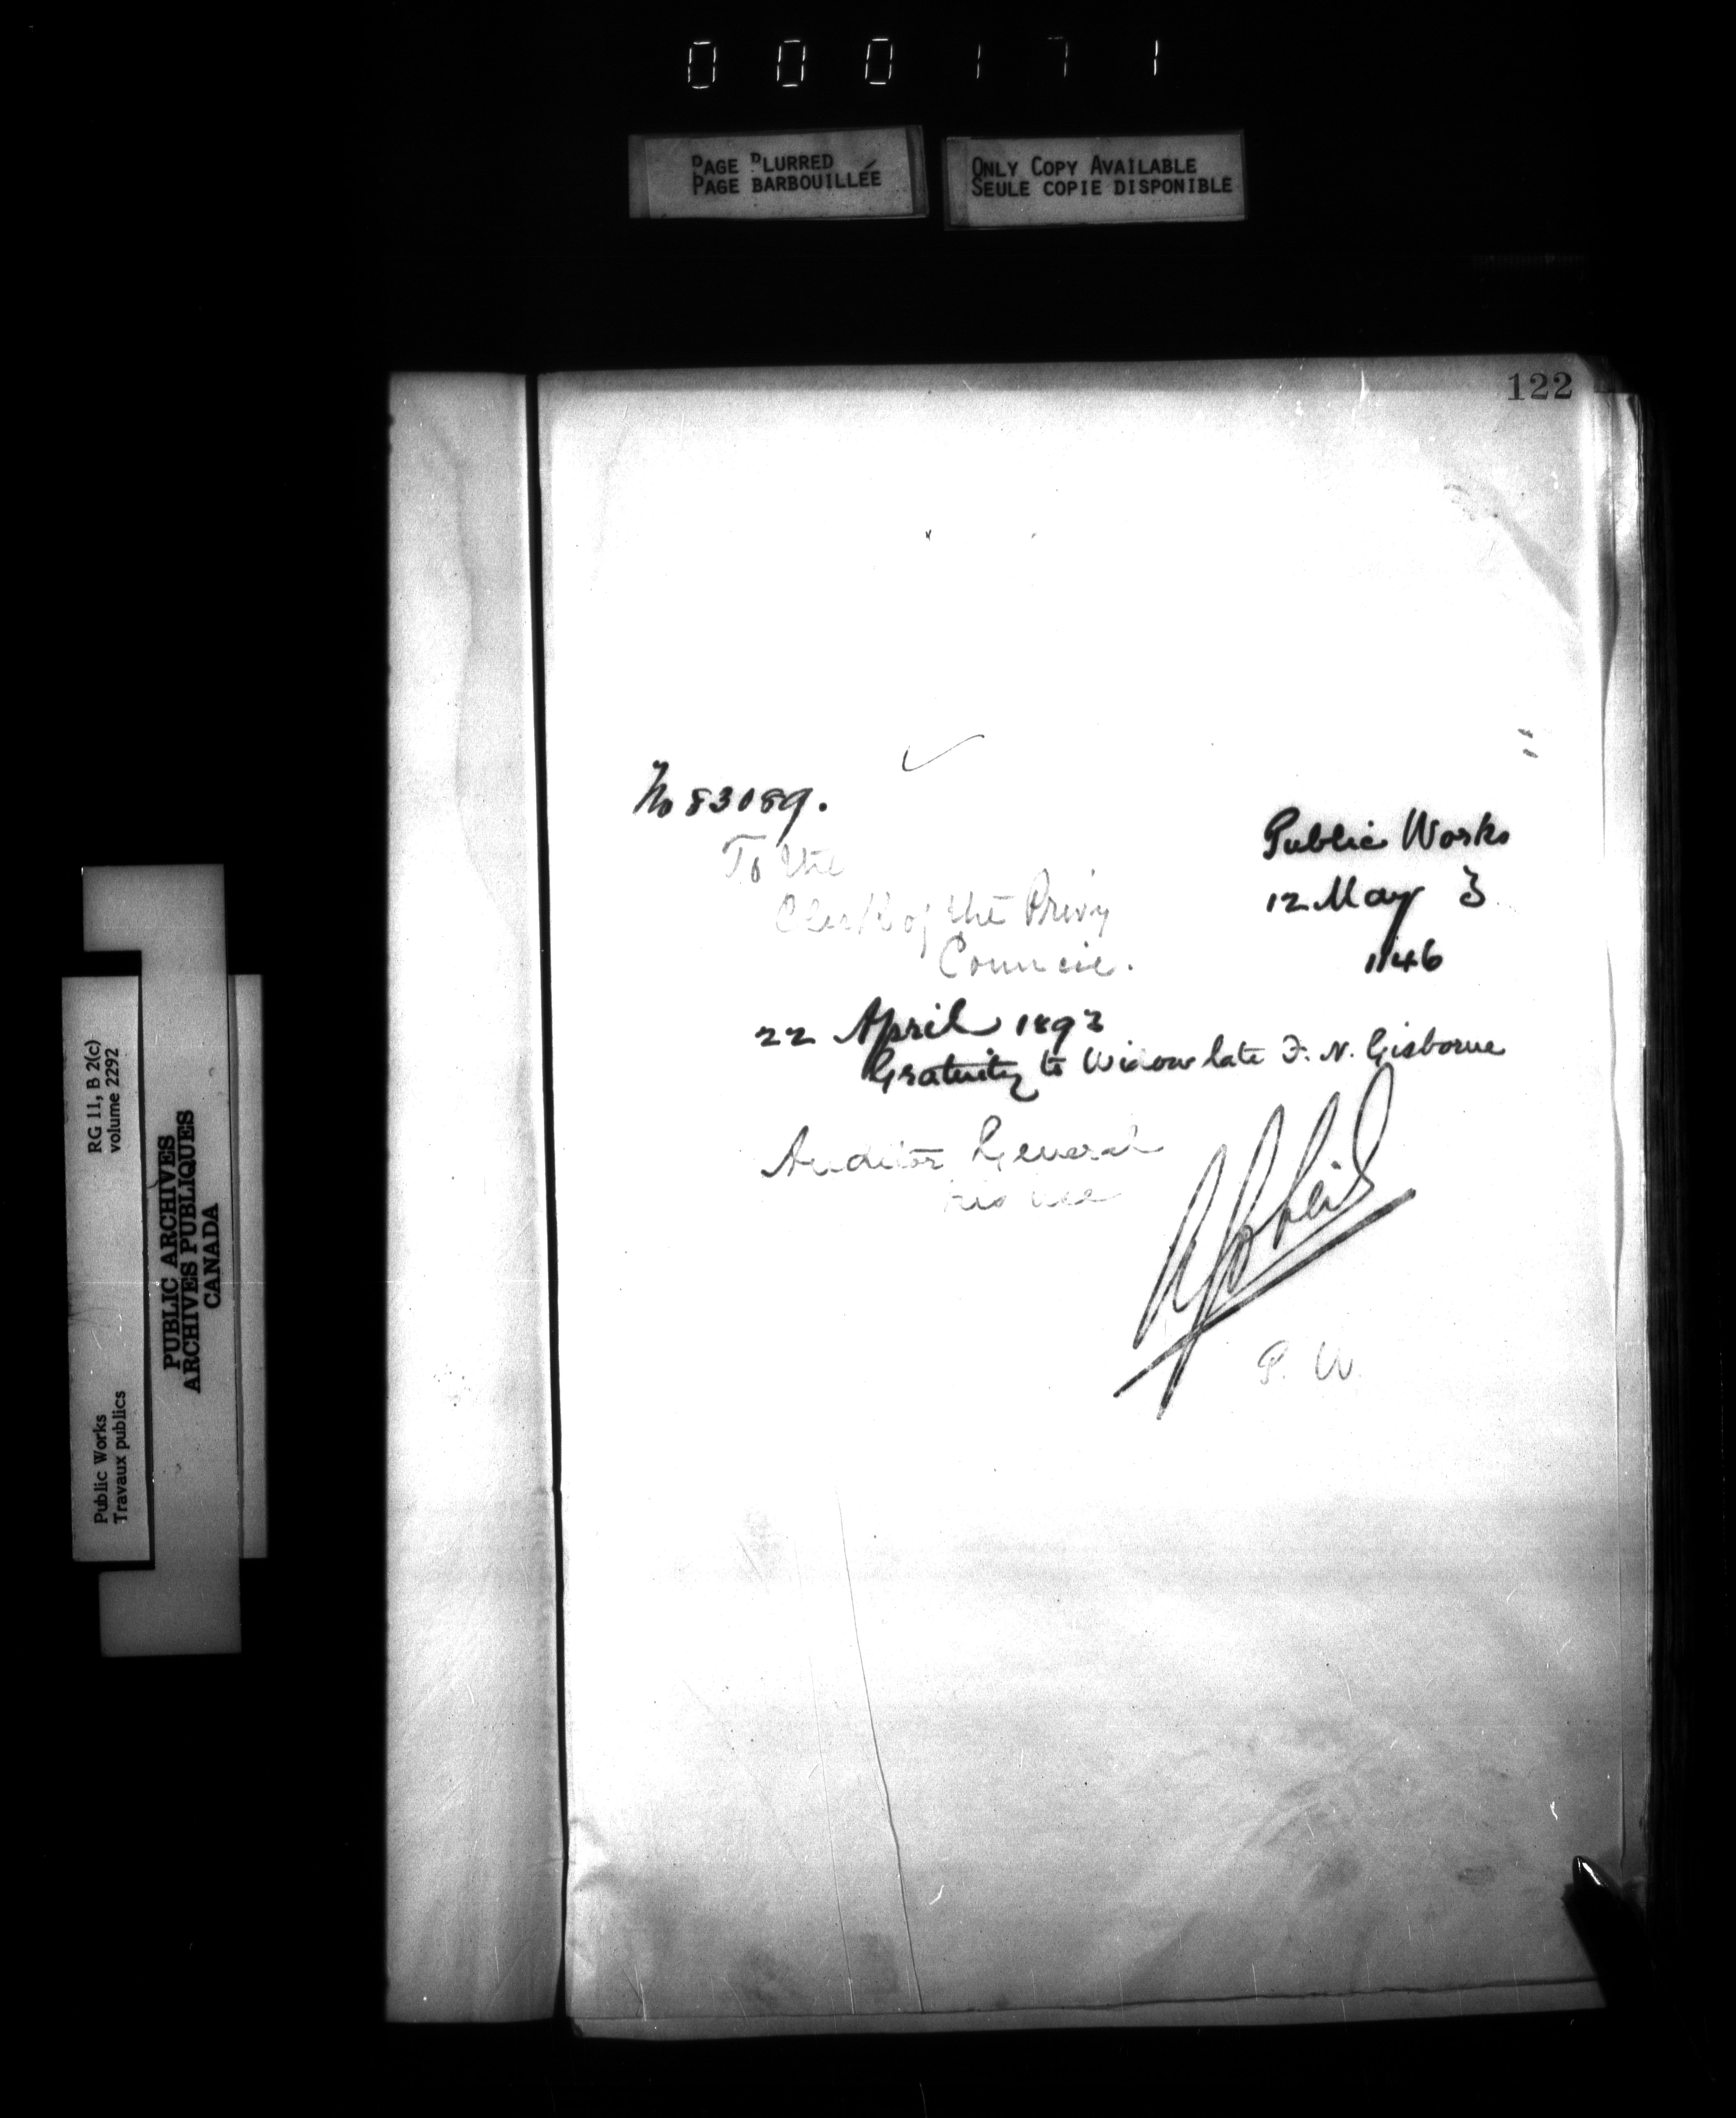 000171
PAGE BLURRED
PAGE BARBOUILLÉE
ONLY COPY AVAILABLE
SEULE COPIE DISPONIBLE
122
No 83089.
To the
Clerk of the Privy
Council.
Public Works
12 May 3
1146
22 April 1893
Gratuity to Widow late F. N. Gisborne
Auditor General
P. W.
RG 11, B 2(c)
volume 2292
Public Works
Travaux publics
PUBLIC ARCHIVES
ARCHIVES PUBLIQUES
CANADA